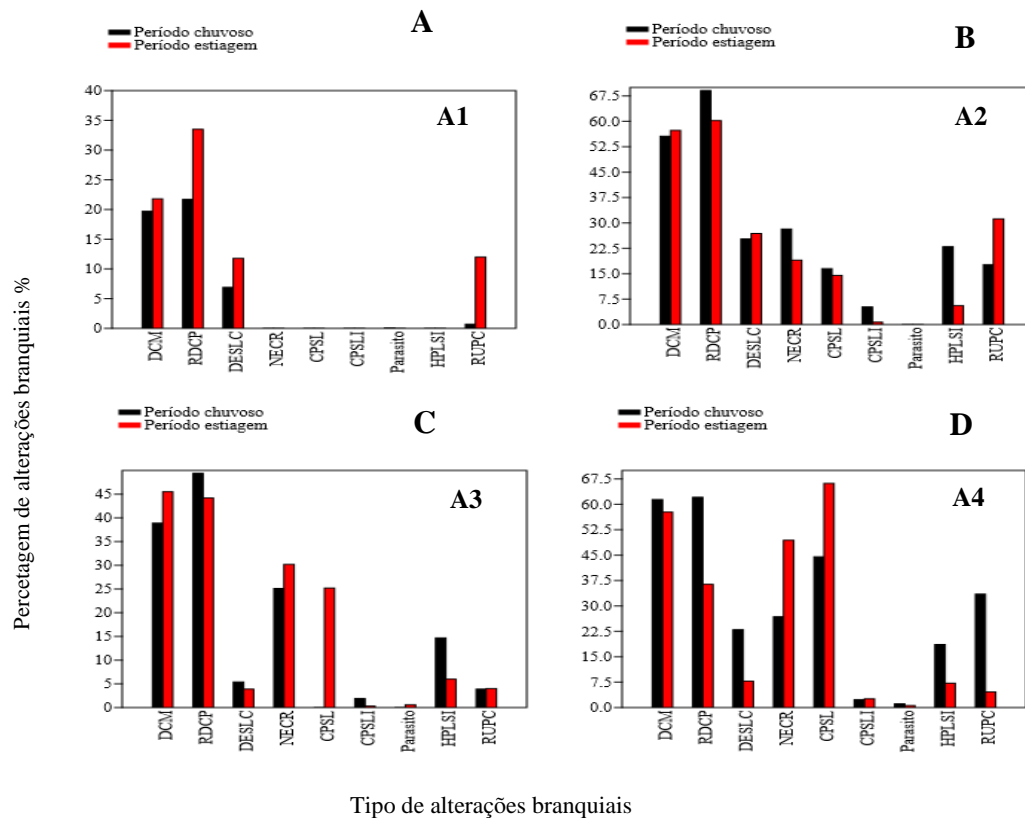 A
Período chuvoso
Período estiagem
A1
40
35
30
25
20
15
10
5
0
DCM
RDCP
DESLC
NECR
CPSL
CPSLI
Parasito
HPLSI
RUPC
B
Período chuvoso
Período estiagem
A2
67.5
60.0
52.5
45.0
37.5
30.0
22.5
15.0
7.5
0.0
DCM
RDCP
DESLC
NECR
CPSL
CPSLI
Parasito
HPLSI
RUPC
Percetagem de alterações branquiais %
C
Período chuvoso
Período estiagem
A3
45
40
35
30
25
20
15
10
5
0
DCM
RDCP
DESLC
NECR
CPSL
CPSLI
Parasito
HPLSI
RUPC
D
Período chuvoso
Período estiagem
A4
67.5
60.0
52.5
45.0
37.5
30.0
22.5
15.0
7.5
0.0
DCM
RDCP
DESLC
NECR
CPSL
CPSLI
Parasito
HPLSI
RUPC
Tipo de alterações branquiais